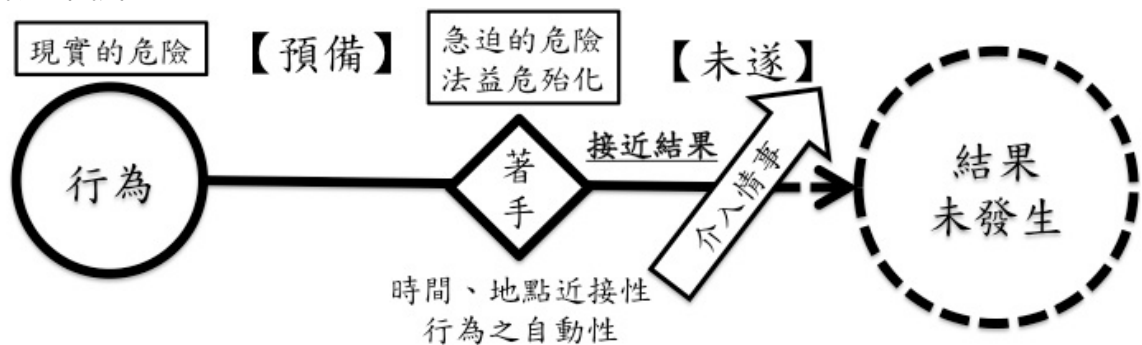 現實的危險
【預備】
急迫的危險
法益危殆化
【未遂】
行為
著
手
接近結果
介入情事
結果
未發生
時間、地點近接性
行為之自動性